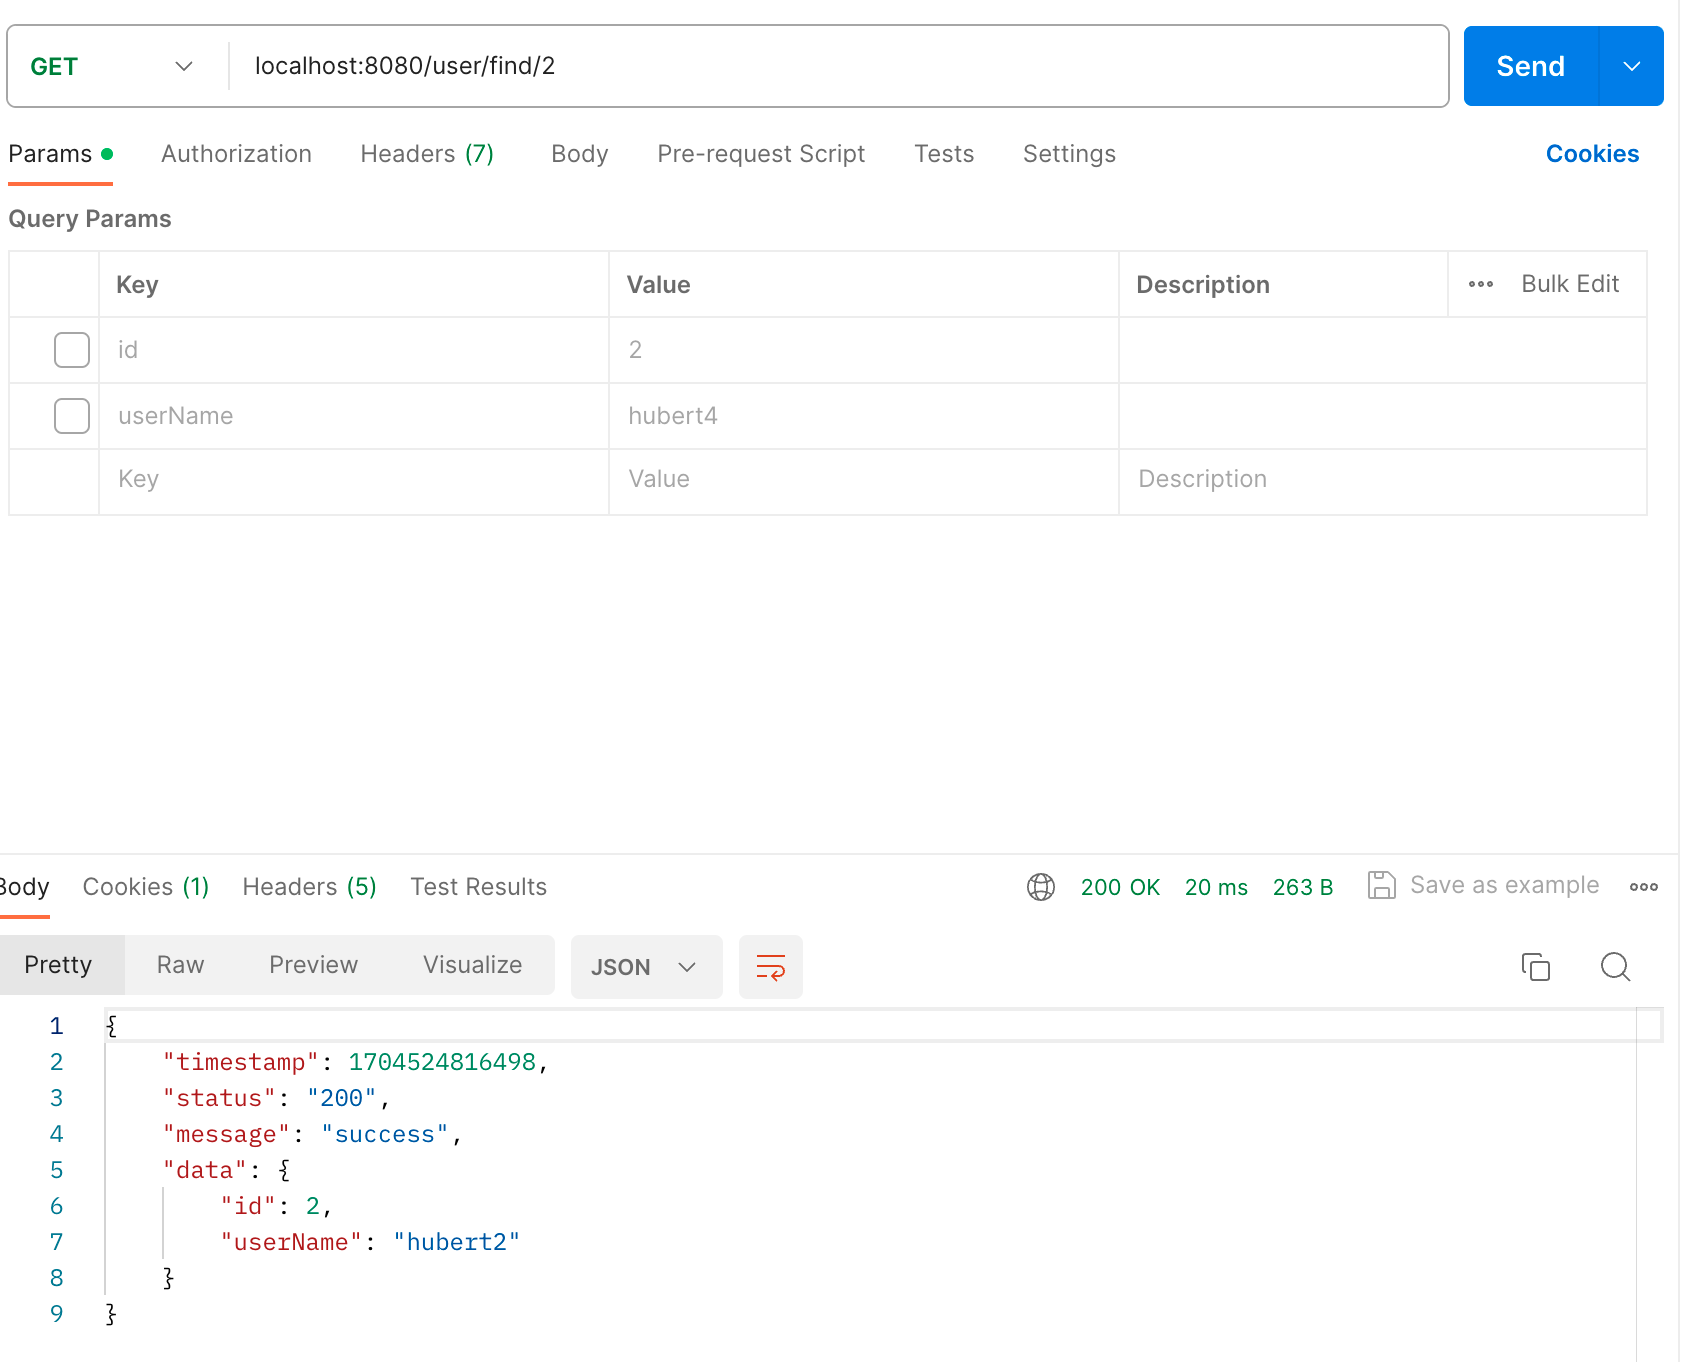 GET localhost:8080/user/find/2 Send
Params Authorization Headers (7) Body Pre-request Script Tests Settings Cookies
Query Params
Key Value Description Bulk Edit
id 2
userName hubert4
Key Value Description
Body Cookies (1) Headers (5) Test Results 200 OK 20 ms 263 B Save as example
Pretty Raw Preview Visualize JSON
1 {
2 "timestamp": 1704524816498,
3 "status": "200",
4 "message": "success",
5 "data": {
6 "id": 2,
7 "userName": "hubert2"
8 }
9 }